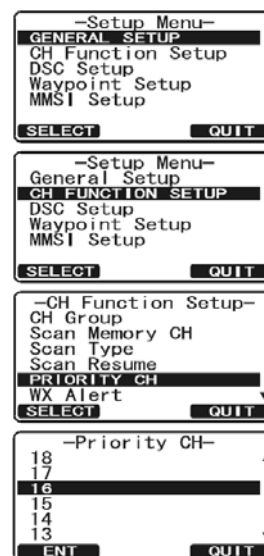 —Setup Menu—
GENERAL SETUP
CH Function Setup
DSC Setup
Waypoint Setup
MMSI Setup
SELECT QUIT
—Setup Menu—
General Setup
CH FUNCTION SETUP
DSC Setup
Waypoint Setup
MMSI Setup
SELECT QUIT
—CH Function Setup—
CH Group
Scan Memory CH
Scan Type
Scan Resume
PRIORITY CH
WX Alert
SELECT QUIT
—Priority CH—
18
17
16
15
14
13
ENT QUIT